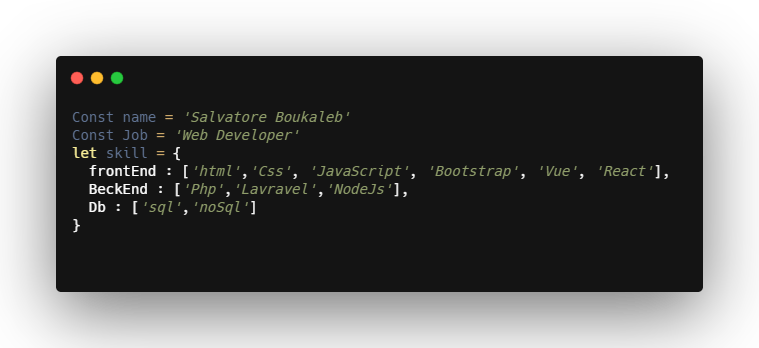 Const name = 'Salvatore Boukaleb'
Const Job = 'Web Developer'
let skill = {
  frontEnd : ['html','Css', 'JavaScript', 'Bootstrap', 'Vue', 'React'],
  BeckEnd : ['Php','Lavravel','NodeJs'],
  Db : ['sql','noSql']
}